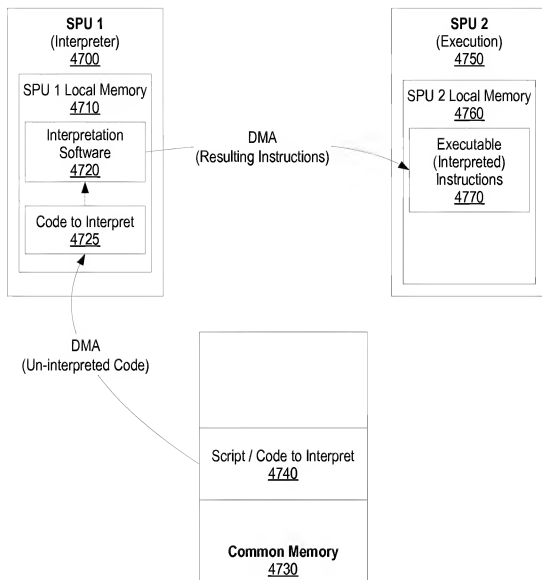 SPU 1
(Interpreter)
4700
SPU 1 Local Memory
4710
Interpretation
Software
4720
Code to Interpret
4725
DMA
(Resulting Instructions)
SPU 2
(Execution)
4750
SPU 2 Local Memory
4760
Executable
(Interpreted)
Instructions
4770
DMA
(Un-interpreted Code)
Script / Code to Interpret
4740
Common Memory
4730